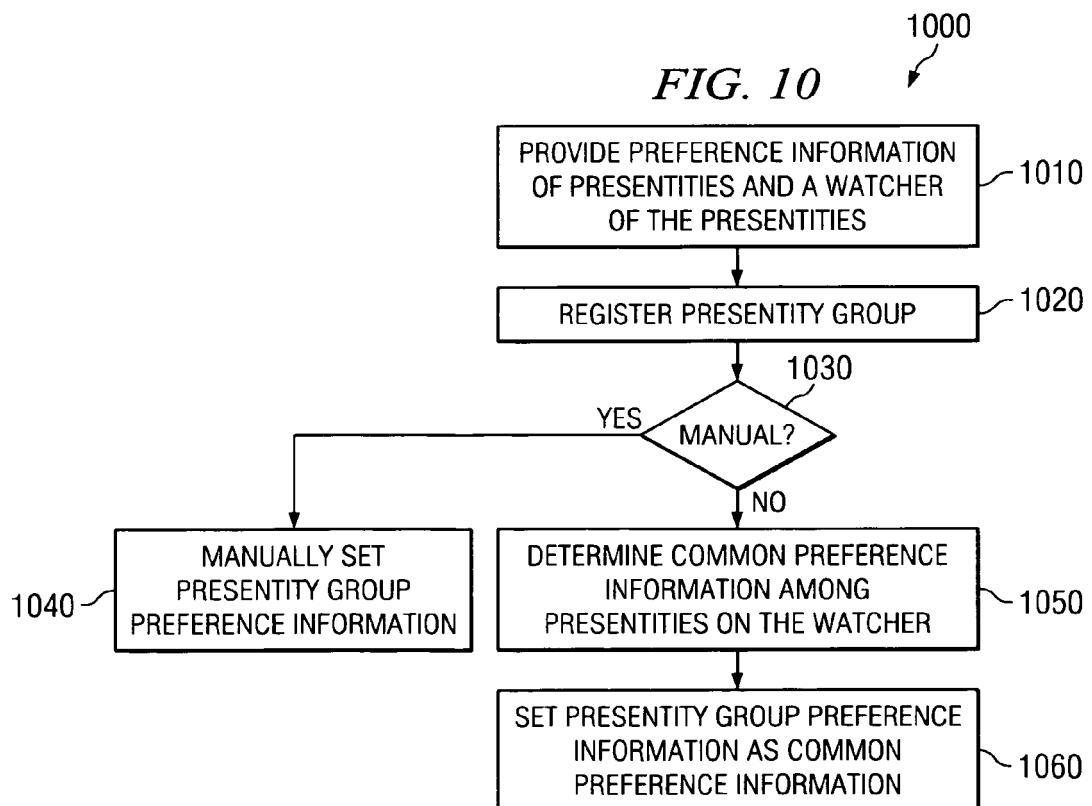 1000
FIG. 10
PROVIDE PREFERENCE INFORMATION
OF PRESENTITIES AND A WATCHER
OF THE PRESENTITIES
1010
REGISTER PRESENTITY GROUP
1020
1030
YES
MANUAL?
NO
MANUALLY SET
PRESENTITY GROUP
PREFERENCE INFORMATION
1040
DETERMINE COMMON PREFERENCE
INFORMATION AMONG
PRESENTITIES ON THE WATCHER
1050
SET PRESENTITY GROUP PREFERENCE
INFORMATION AS COMMON
PREFERENCE INFORMATION
1060